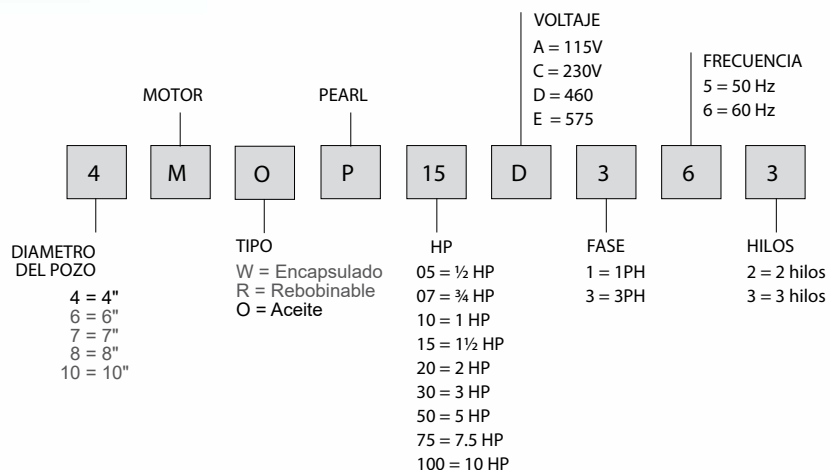 VOLTAJE
A = 115V
C = 230V
D = 460
E = 575
FRECUENCIA
5 = 50 Hz
6 = 60 Hz
MOTOR
PEARL
4 M O P 15 D 3 6 3
DIAMETRO
DEL POZO
4 = 4"
6 = 6"
7 = 7"
8 = 8"
10 = 10"
TIPO
W = Encapsulado
R = Rebobinable
O = Aceite
HP
05 = ½ HP
07 = ¾ HP
10 = 1 HP
15 = 1½ HP
20 = 2 HP
30 = 3 HP
50 = 5 HP
75 = 7.5 HP
100 = 10 HP
FASE
1 = 1PH
3 = 3PH
HILOS
2 = 2 hilos
3 = 3 hilos